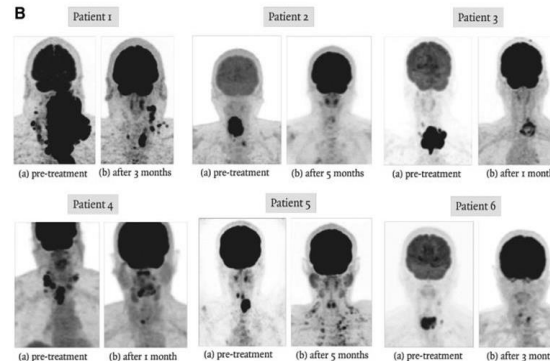 B
Patient 1
Patient 2
Patient 3
(a) pre-treatment (b) after 3 months
(a) pre-treatment (b) after 5 months
(a) pre-treatment (b) after 1 month
Patient 4
Patient 5
Patient 6
(a) pre-treatment (b) after 1 month
(a) pre-treatment (b) after 5 months
(a) pre-treatment (b) after 3 mon